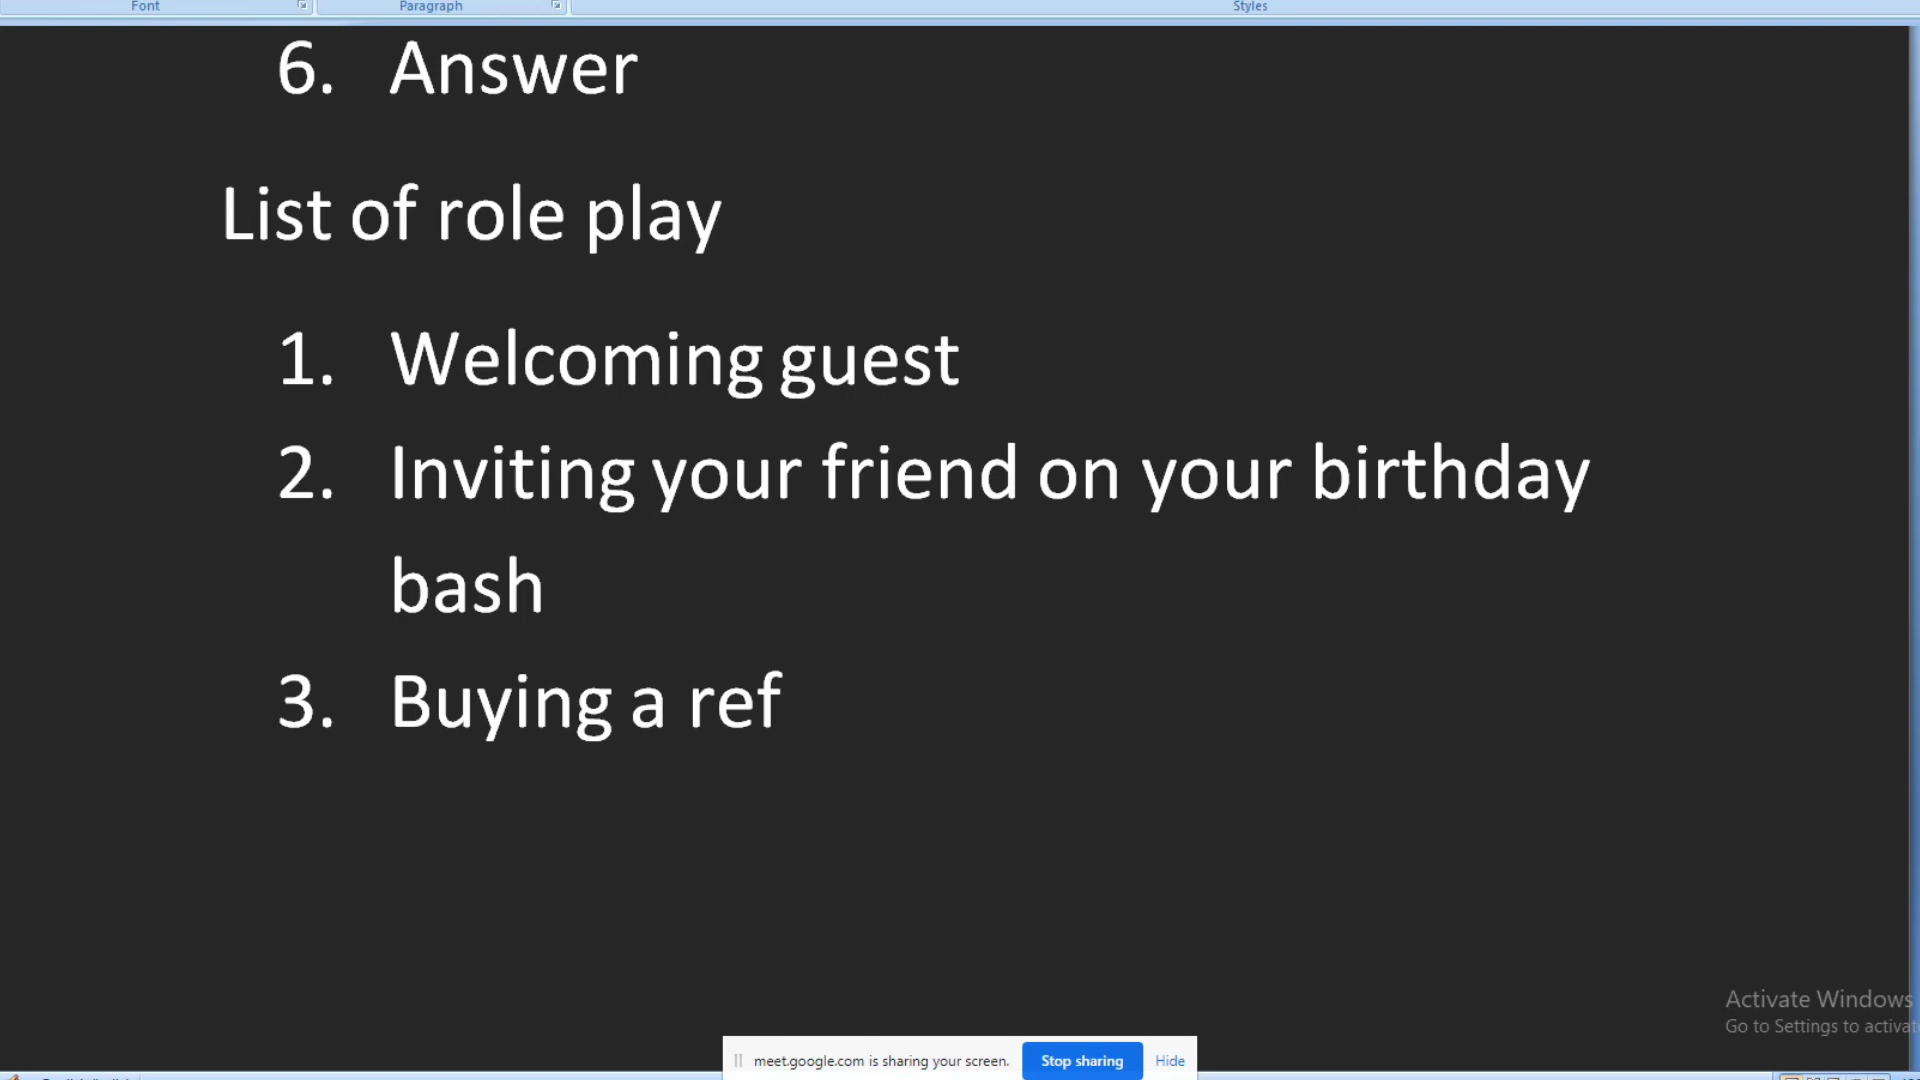 Font Paragraph Styles
6. Answer
List of role play
1. Welcoming guest
2. Inviting your friend on your birthday
bash
3. Buying a ref
Activate Windows
Go to Settings to activat
meet.google.com is sharing your screen. Stop sharing Hide